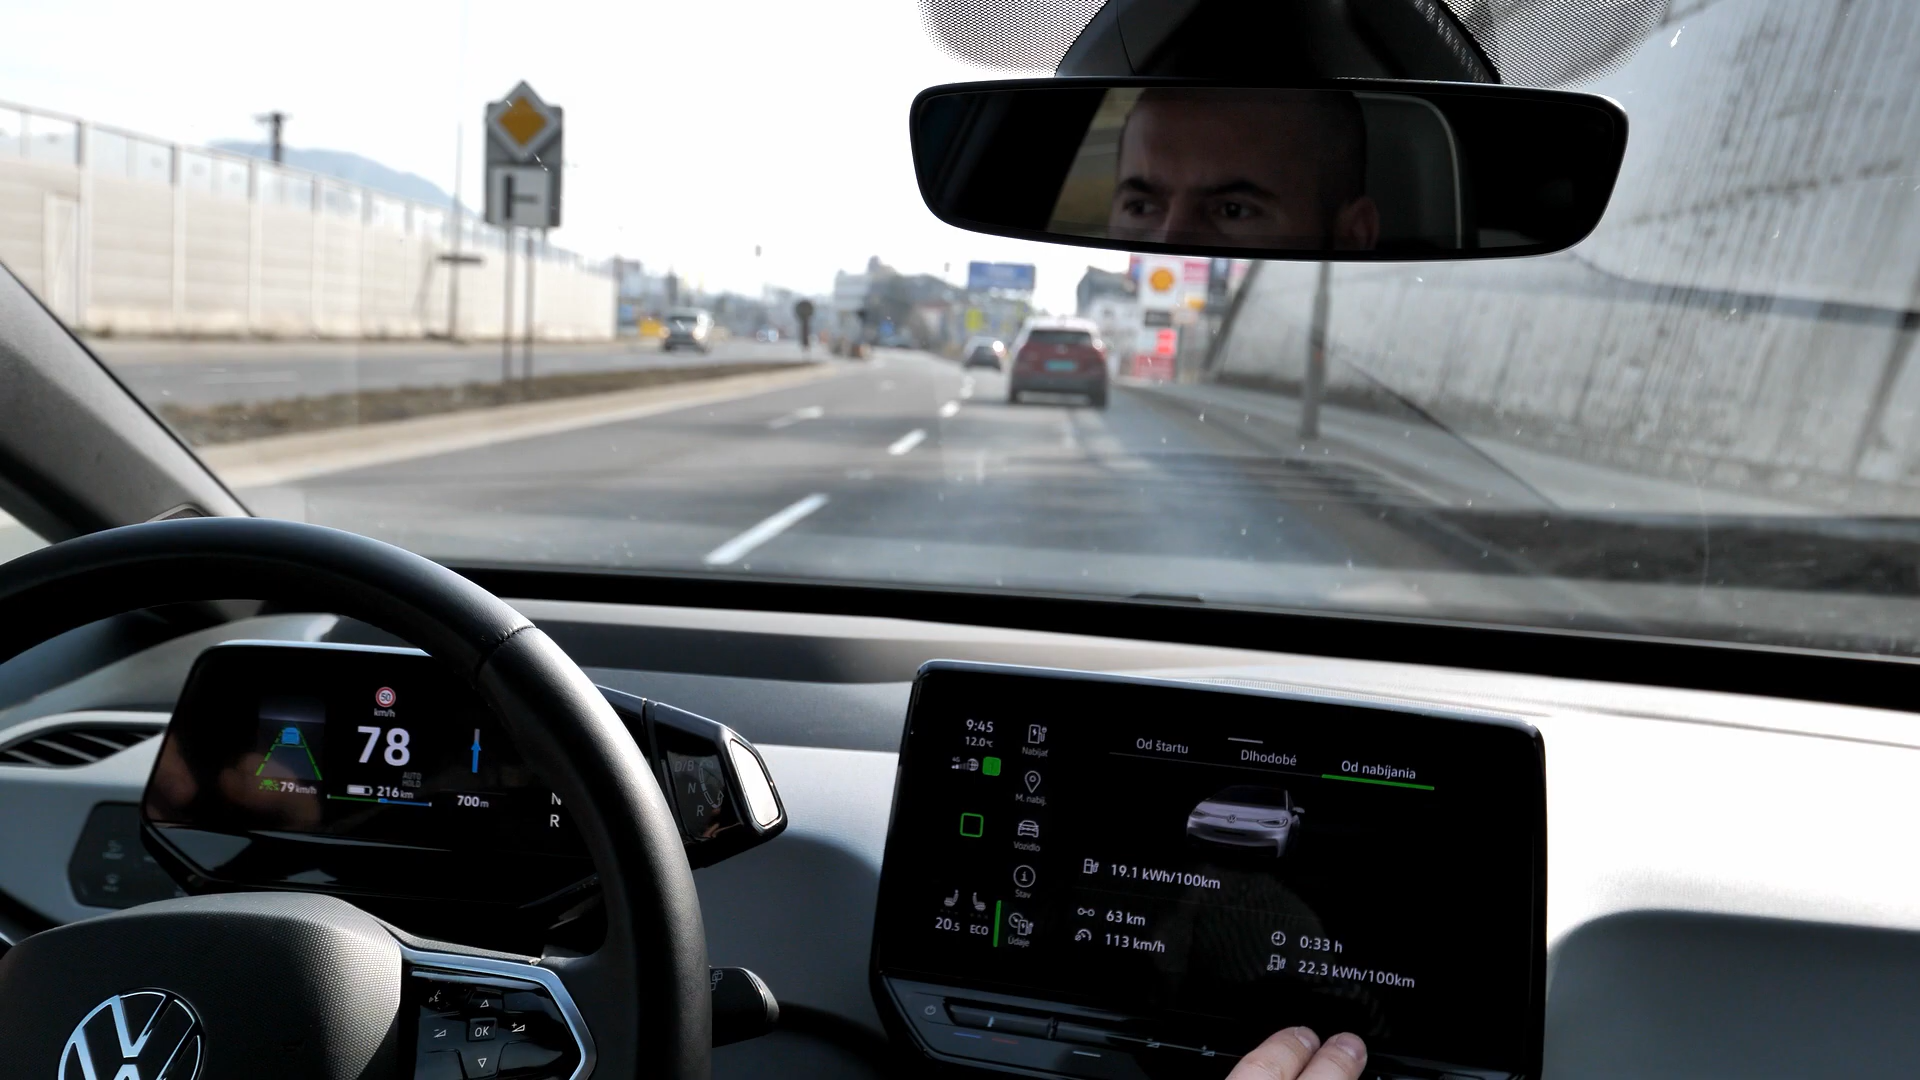 50
km/h
78
AUTO
HOLD
79 km/h
216 km
700 m
N
R
D/B
N
R
OK
9:45
12.0°C
4G
Nabíjať
M. nabíj.
Vozidlo
Stav
Údaje
20.5
ECO
Od štartu
Dlhodobé
Od nabíjania
19.1 kWh/100km
63 km
113 km/h
0:33 h
22.3 kWh/100km